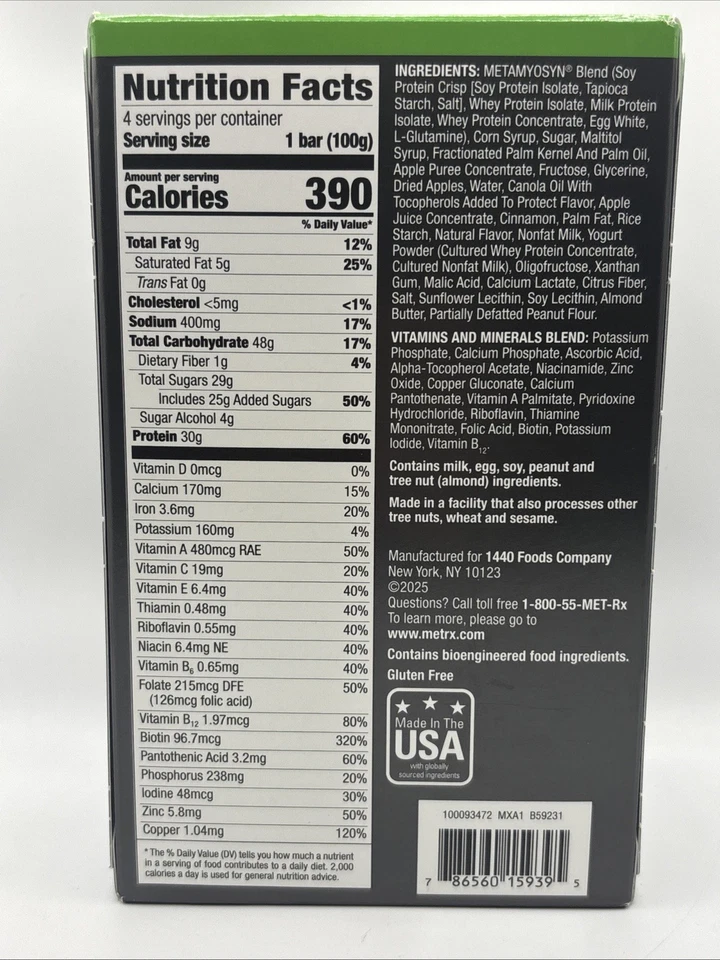 Nutrition Facts
4 servings per container
Serving size 1 bar (100g)
Amount per serving
Calories 390
% Daily Value*
Total Fat 9g 12%
Saturated Fat 5g 25%
Trans Fat 0g
Cholesterol <5mg <1%
Sodium 400mg 17%
Total Carbohydrate 48g 17%
Dietary Fiber 1g 4%
Total Sugars 29g
Includes 25g Added Sugars 50%
Sugar Alcohol 4g
Protein 30g 60%
Vitamin D 0mcg 0%
Calcium 170mg 15%
Iron 3.6mg 20%
Potassium 160mg 4%
Vitamin A 480mcg RAE 50%
Vitamin C 19mg 20%
Vitamin E 6.4mg 40%
Thiamin 0.48mg 40%
Riboflavin 0.55mg 40%
Niacin 6.4mg NE 40%
Vitamin B6 0.65mg 40%
Folate 215mcg DFE 50%
(126mcg folic acid)
Vitamin B12 1.97mcg 80%
Biotin 96.7mcg 320%
Pantothenic Acid 3.2mg 60%
Phosphorus 238mg 20%
Iodine 48mcg 30%
Zinc 5.8mg 50%
Copper 1.04mg 120%
* The % Daily Value (DV) tells you how much a nutrient
in a serving of food contributes to a daily diet. 2,000
calories a day is used for general nutrition advice.
INGREDIENTS: METAMYOSYN® Blend (Soy
Protein Crisp [Soy Protein Isolate, Tapioca
Starch, Salt], Whey Protein Isolate, Milk Protein
Isolate, Whey Protein Concentrate, Egg White,
L-Glutamine), Corn Syrup, Sugar, Maltitol
Syrup, Fractionated Palm Kernel And Palm Oil,
Apple Puree Concentrate, Fructose, Glycerine,
Dried Apples, Water, Canola Oil With
Tocopherols Added To Protect Flavor, Apple
Juice Concentrate, Cinnamon, Palm Fat, Rice
Starch, Natural Flavor, Nonfat Milk, Yogurt
Powder (Cultured Whey Protein Concentrate,
Cultured Nonfat Milk), Oligofructose, Xanthan
Gum, Malic Acid, Calcium Lactate, Citrus Fiber,
Salt, Sunflower Lecithin, Soy Lecithin, Almond
Butter, Partially Defatted Peanut Flour.
VITAMINS AND MINERALS BLEND: Potassium
Phosphate, Calcium Phosphate, Ascorbic Acid,
Alpha-Tocopherol Acetate, Niacinamide, Zinc
Oxide, Copper Gluconate, Calcium
Pantothenate, Vitamin A Palmitate, Pyridoxine
Hydrochloride, Riboflavin, Thiamine
Mononitrate, Folic Acid, Biotin, Potassium
Iodide, Vitamin B12.
Contains milk, egg, soy, peanut and
tree nut (almond) ingredients.
Made in a facility that also processes other
tree nuts, wheat and sesame.
Manufactured for 1440 Foods Company
New York, NY 10123
©2025
Questions? Call toll free 1-800-55-MET-Rx
To learn more, please go to
www.metrx.com
Contains bioengineered food ingredients.
Gluten Free
Made In The
USA
with globally
sourced ingredients
100093472 MXA1 B59231
7 86560 15939 5